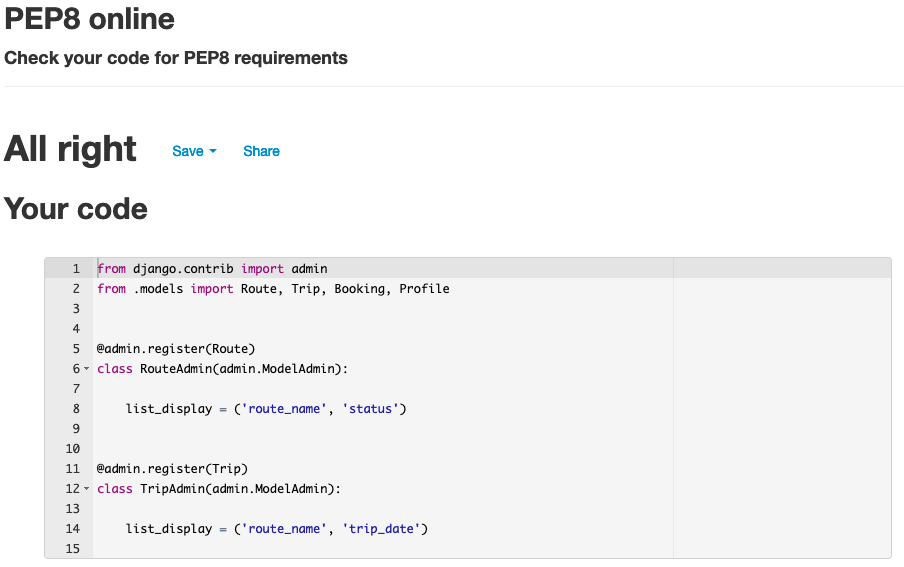 PEP8 online
Check your code for PEP8 requirements
All right Save Share
Your code
1 from django.contrib import admin
2 from .models import Route, Trip, Booking, Profile
3
4
5 @admin.register(Route)
6 class RouteAdmin(admin.ModelAdmin):
7
8     list_display = ('route_name', 'status')
9
10
11 @admin.register(Trip)
12 class TripAdmin(admin.ModelAdmin):
13
14     list_display = ('route_name', 'trip_date')
15